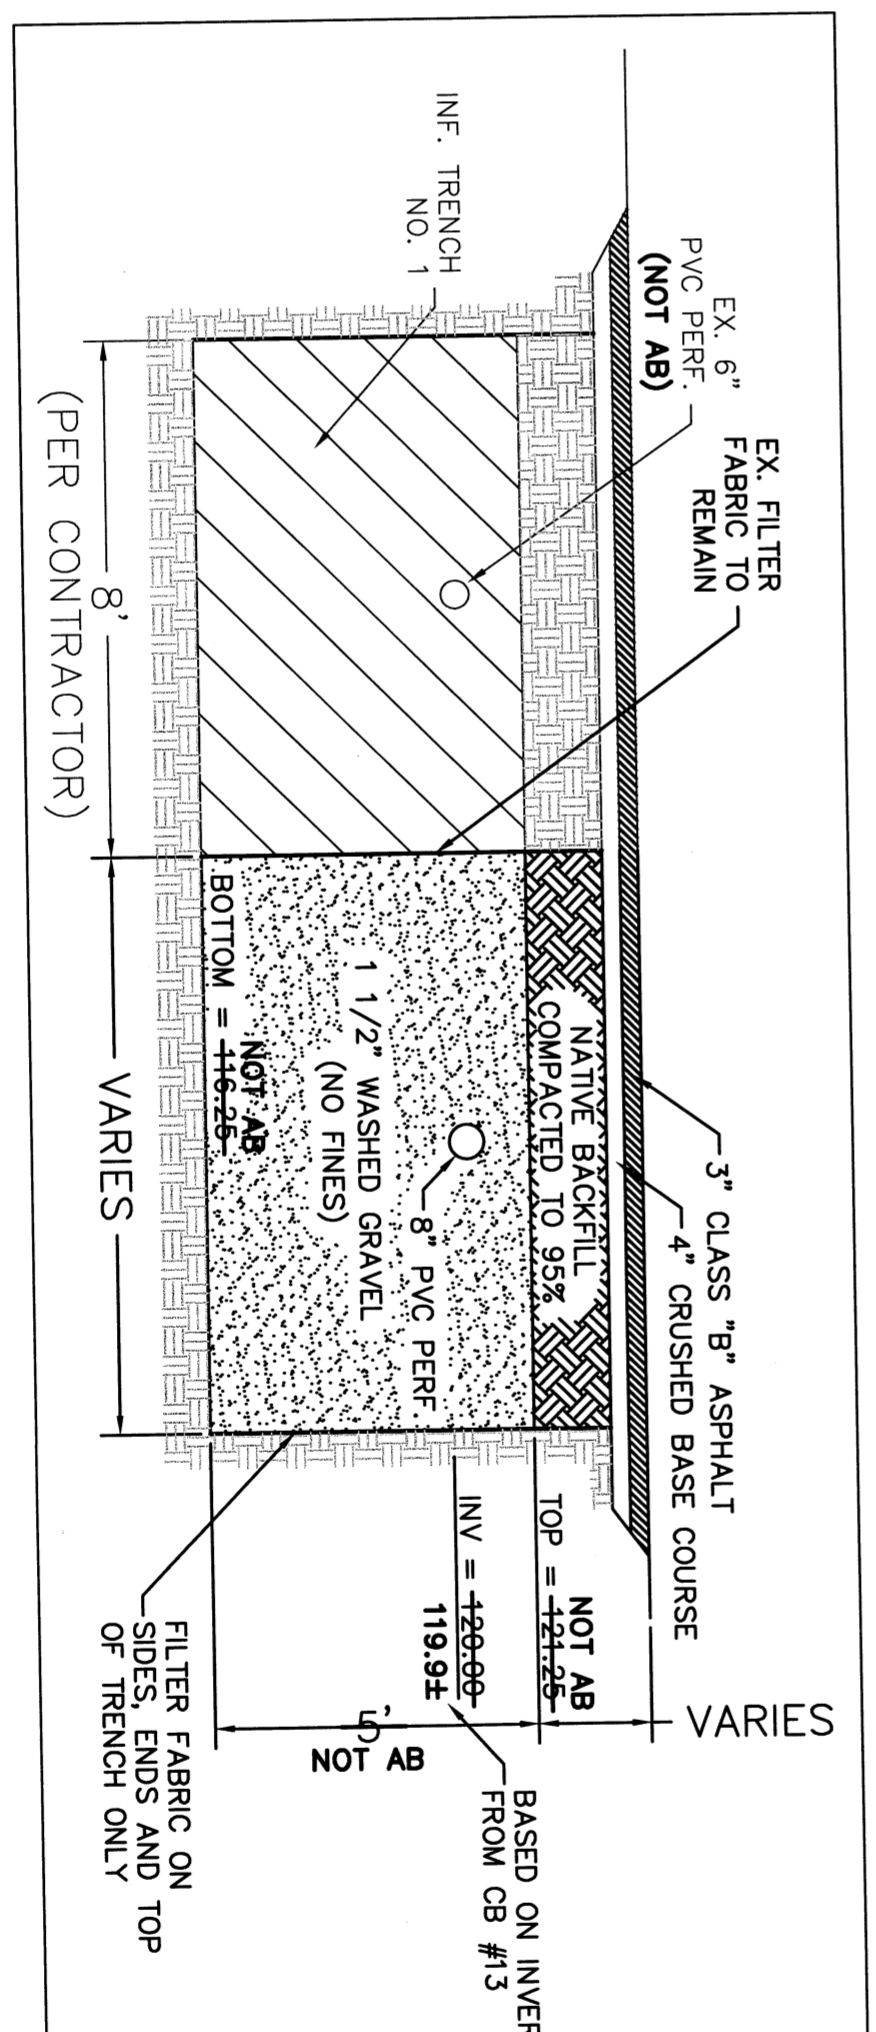 INF. TRENCH
NO. 1
EX. 6"
PVC PERF.
(NOT AB)
EX. FILTER
FABRIC TO
REMAIN
3" CLASS "B" ASPHALT
4" CRUSHED BASE COURSE
NATIVE BACKFILL
COMPACTED TO 95%
8" PVC PERF.
1 1/2" WASHED GRAVEL
(NO FINES)
NOT AB
BOTTOM = 116.25
8'
(PER CONTRACTOR)
VARIES
VARIES
NOT AB
TOP = 121.25
INV = 120.00
119.9±
5'
NOT AB
BASED ON INVER
FROM CB #13
FILTER FABRIC ON
SIDES, ENDS AND TOP
OF TRENCH ONLY